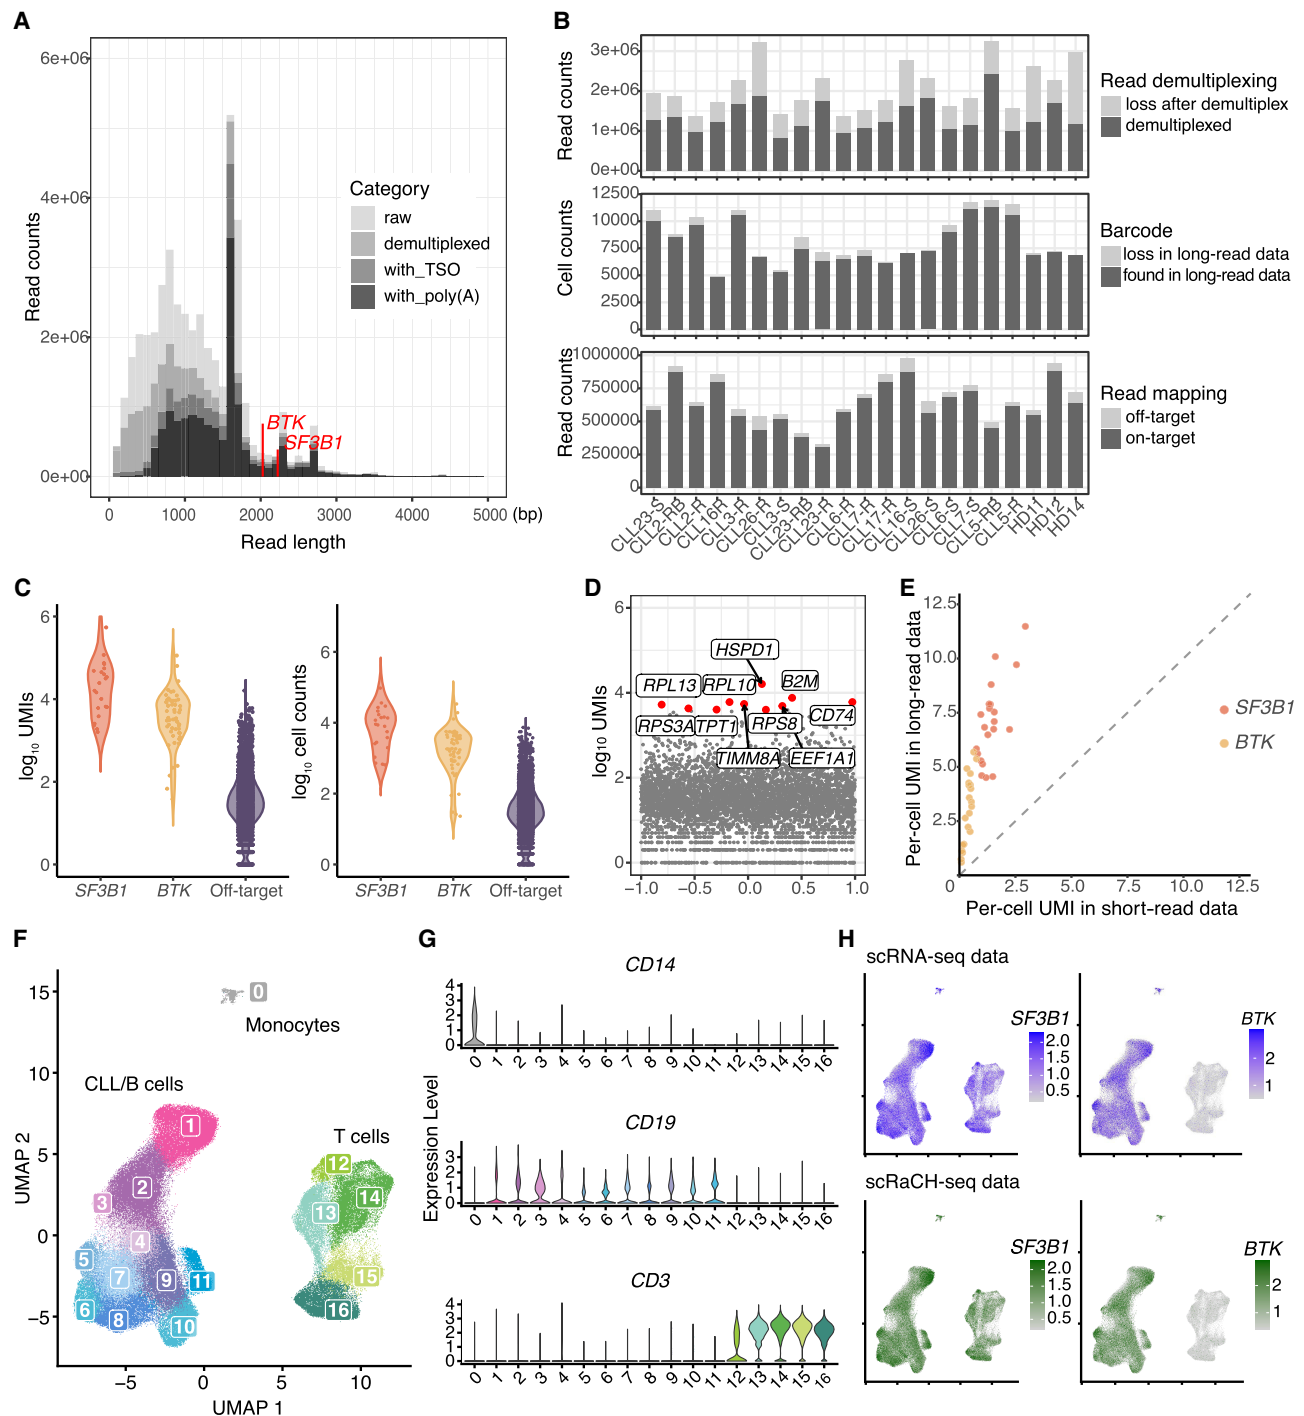 A
6e+06
4e+06
2e+06
0e+00
Read counts
Category
raw
demultiplexed
with_TSO
with_poly(A)
BTK
SF3B1
0
1000
2000
3000
4000
5000 (bp)
Read length
B
3e+06
2e+06
1e+06
0e+00
Read counts
Read demultiplexing
loss after demultiplex
demultiplexed
12500
10000
7500
5000
2500
0
Cell counts
Barcode
loss in long-read data
found in long-read data
1000000
750000
500000
250000
0
Read counts
Read mapping
off-target
on-target
CLL23-S
CLL2-RB
CLL2-R
CLL16R
CLL3-R
CLL26-R
CLL3-S
CLL23-RB
CLL23-R
CLL6-R
CLL7-R
CLL17-R
CLL16-S
CLL26-S
CLL6-S
CLL7-S
CLL5-RB
CLL5-R
HD11
HD12
HD14
C
6
4
2
0
log10 UMIs
SF3B1
BTK
Off-target
6
4
2
0
log10 cell counts
SF3B1
BTK
Off-target
D
6
4
2
0
log10 UMIs
HSPD1
RPL13
RPL10
B2M
RPS3A
TPT1
RPS8
CD74
TIMM8A
EEF1A1
−1.0
−0.5
0.0
0.5
1.0
E
12.5
10.0
7.5
5.0
2.5
0
Per-cell UMI in long-read data
2.5
5.0
7.5
10.0
12.5
Per-cell UMI in short-read data
SF3B1
BTK
F
15
10
5
0
−5
UMAP 2
0
Monocytes
CLL/B cells
T cells
1
2
3
4
5
6
7
8
9
10
11
12
13
14
15
16
−5
0
5
10
UMAP 1
G
Expression Level
CD14
4
3
2
1
0
0 1 2 3 4 5 6 7 8 9 10 11 12 13 14 15 16
CD19
3
2
1
0
0 1 2 3 4 5 6 7 8 9 10 11 12 13 14 15 16
CD3
4
3
2
1
0
0 1 2 3 4 5 6 7 8 9 10 11 12 13 14 15 16
H
scRNA-seq data
SF3B1
2.0
1.5
1.0
0.5
BTK
2
1
scRaCH-seq data
SF3B1
2.0
1.5
1.0
0.5
BTK
2
1